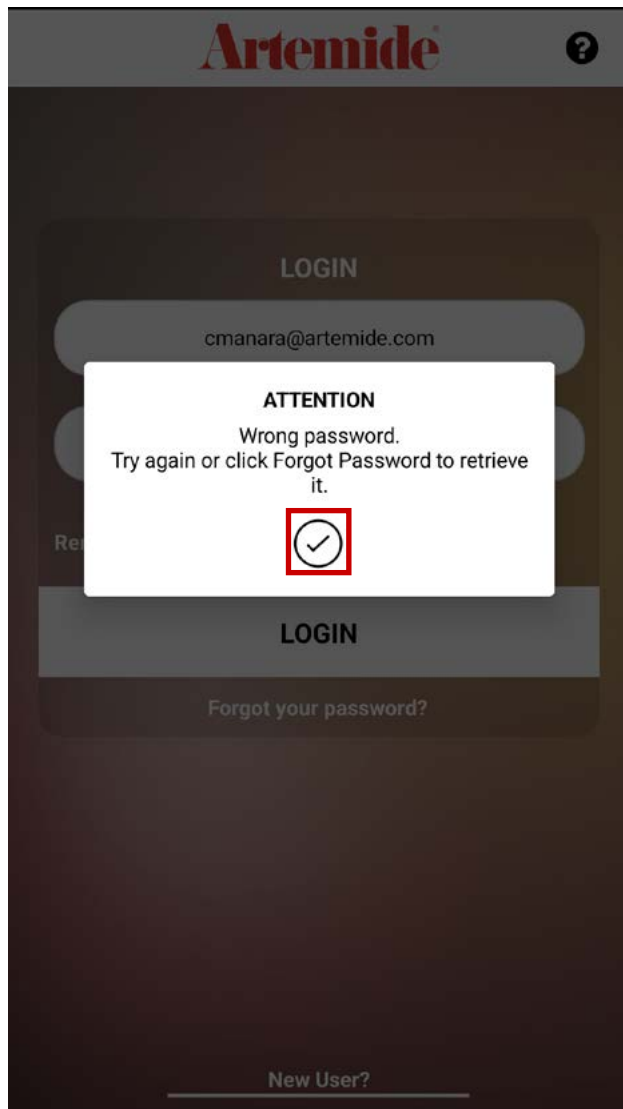 Artemide
?
LOGIN
cmanara@artemide.com
ATTENTION
Wrong password.
Try again or click Forgot Password to retrieve
it.
Rer
LOGIN
Forgot your password?
New User?